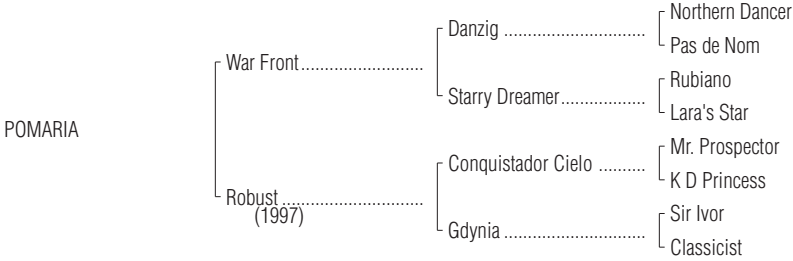 Northern Dancer
Danzig ..............................
Pas de Nom
War Front..........................
Rubiano
Starry Dreamer..................
Lara's Star
POMARIA
Mr. Prospector
Conquistador Cielo ..........
K D Princess
Robust ..............................
(1997)
Sir Ivor
Gdynia ..............................
Classicist